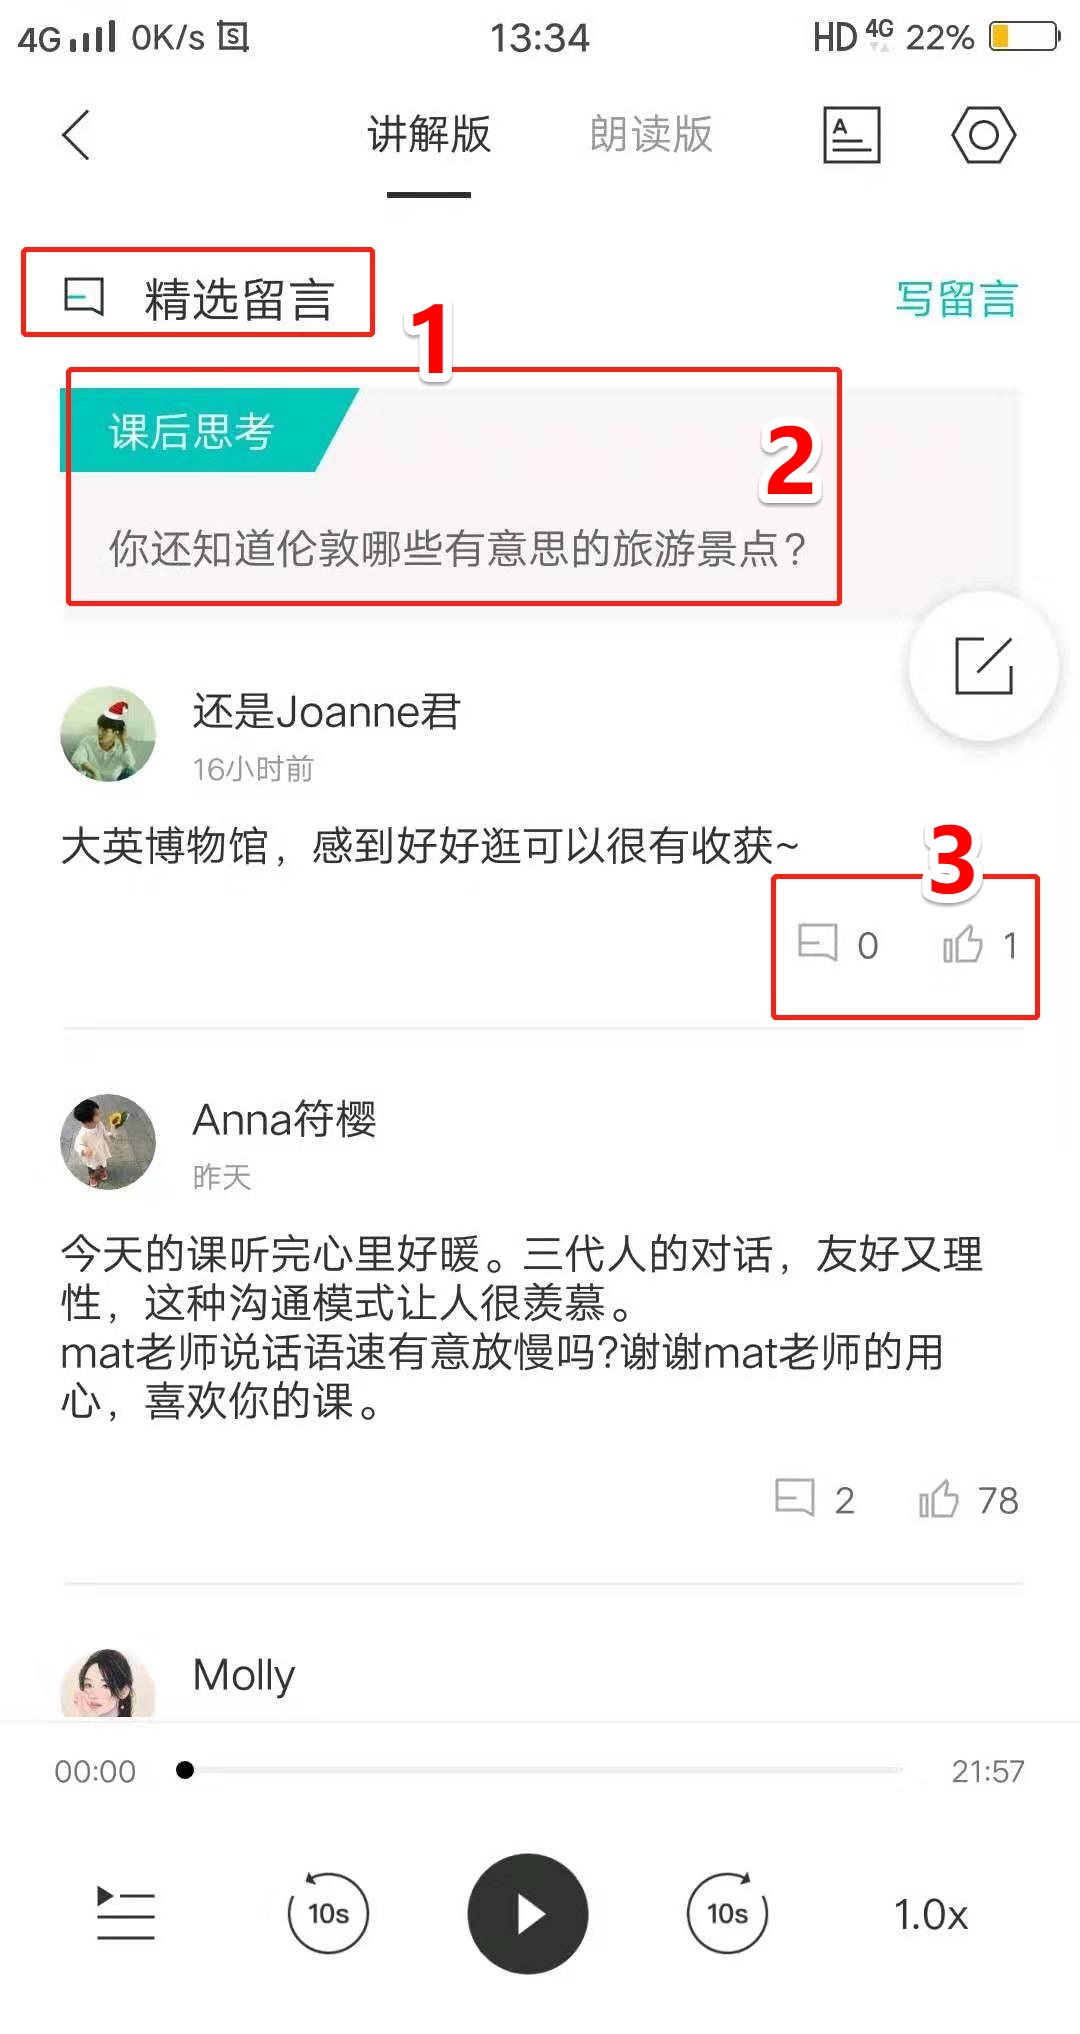 4G 0K/s 13:34 HD 4G 22%
讲解版 朗读版 A
精选留言 写留言
1
课后思考
2
你还知道伦敦哪些有意思的旅游景点?
还是Joanne君
16小时前
大英博物馆，感到好好逛可以很有收获~
3
0 1
Anna符樱
昨天
今天的课听完心里好暖。三代人的对话，友好又理
性，这种沟通模式让人很羡慕。
mat老师说话语速有意放慢吗?谢谢mat老师的用
心，喜欢你的课。
2 78
Molly
00:00 21:57
10s 10s 1.0x